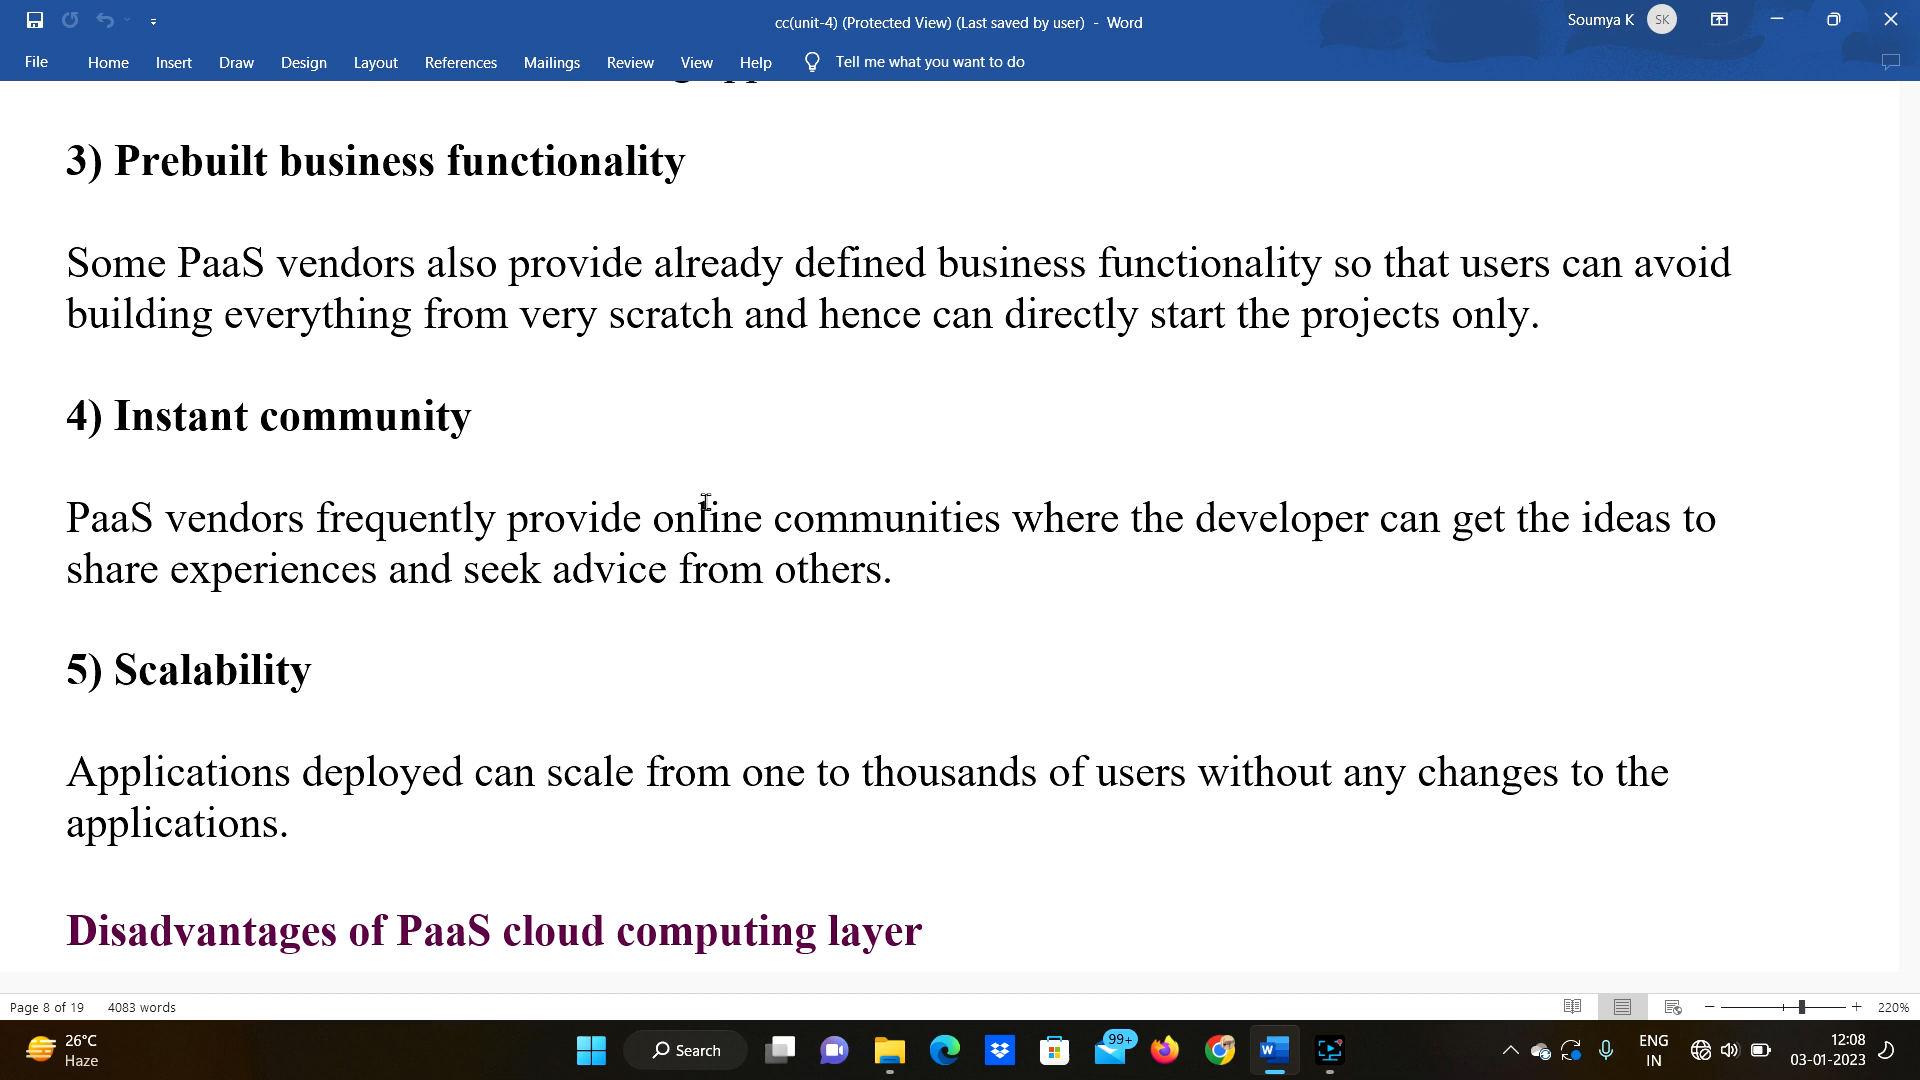 cc(unit-4) (Protected View) (Last saved by user) - Word
Soumya K
SK
File Home Insert Draw Design Layout References Mailings Review View Help Tell me what you want to do
3) Prebuilt business functionality
Some PaaS vendors also provide already defined business functionality so that users can avoid
building everything from very scratch and hence can directly start the projects only.
4) Instant community
PaaS vendors frequently provide online communities where the developer can get the ideas to
share experiences and seek advice from others.
5) Scalability
Applications deployed can scale from one to thousands of users without any changes to the
applications.
Disadvantages of PaaS cloud computing layer
Page 8 of 19 4083 words
220%
26°C
Haze
Search
99+
ENG
IN
12:08
03-01-2023